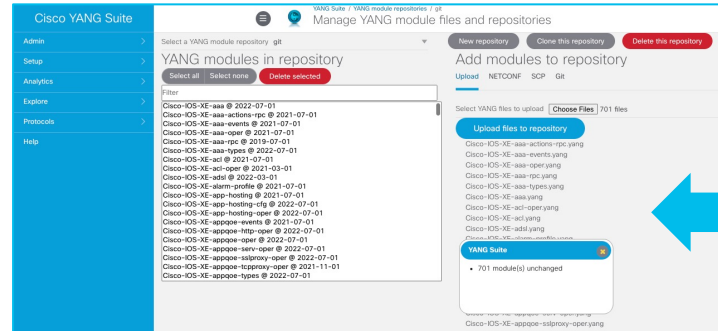 Cisco YANG Suite
YANG Suite / YANG module repositories / git
Manage YANG module files and repositories
Admin
Setup
Analytics
Explore
Protocols
Help
Select a YANG module repository git
YANG modules in repository
Select all Select none Delete selected
Filter
Cisco-IOS-XE-aaa @ 2022-07-01
Cisco-IOS-XE-aaa-actions-rpc @ 2021-07-01
Cisco-IOS-XE-aaa-events @ 2021-07-01
Cisco-IOS-XE-aaa-oper @ 2021-07-01
Cisco-IOS-XE-aaa-rpc @ 2019-07-01
Cisco-IOS-XE-aaa-types @ 2022-07-01
Cisco-IOS-XE-acl @ 2021-07-01
Cisco-IOS-XE-acl-oper @ 2021-03-01
Cisco-IOS-XE-adsl @ 2022-03-01
Cisco-IOS-XE-alarm-profile @ 2021-07-01
Cisco-IOS-XE-app-hosting @ 2021-07-01
Cisco-IOS-XE-app-hosting-cfg @ 2022-07-01
Cisco-IOS-XE-app-hosting-oper @ 2022-07-01
Cisco-IOS-XE-appqoe-events @ 2021-07-01
Cisco-IOS-XE-appqoe-http-oper @ 2022-07-01
Cisco-IOS-XE-appqoe-oper @ 2022-07-01
Cisco-IOS-XE-appqoe-serv-oper @ 2022-07-01
Cisco-IOS-XE-appqoe-sslproxy-oper @ 2022-07-01
Cisco-IOS-XE-appqoe-tcpproxy-oper @ 2021-11-01
Cisco-IOS-XE-appqoe-types @ 2022-07-01
New repository Clone this repository Delete this repository
Add modules to repository
Upload NETCONF SCP Git
Select YANG files to upload Choose Files 701 files
Upload files to repository
Cisco-IOS-XE-aaa-actions-rpc.yang
Cisco-IOS-XE-aaa-events.yang
Cisco-IOS-XE-aaa-oper.yang
Cisco-IOS-XE-aaa-rpc.yang
Cisco-IOS-XE-aaa-types.yang
Cisco-IOS-XE-aaa.yang
Cisco-IOS-XE-acl-oper.yang
Cisco-IOS-XE-acl.yang
Cisco-IOS-XE-adsl.yang
Cisco-IOS-XE-alarm-profile.yang
YANG Suite
• 701 module(s) unchanged
Cisco-IOS-XE-appqoe-serv-oper.yang
Cisco-IOS-XE-appqoe-sslproxy-oper.yang